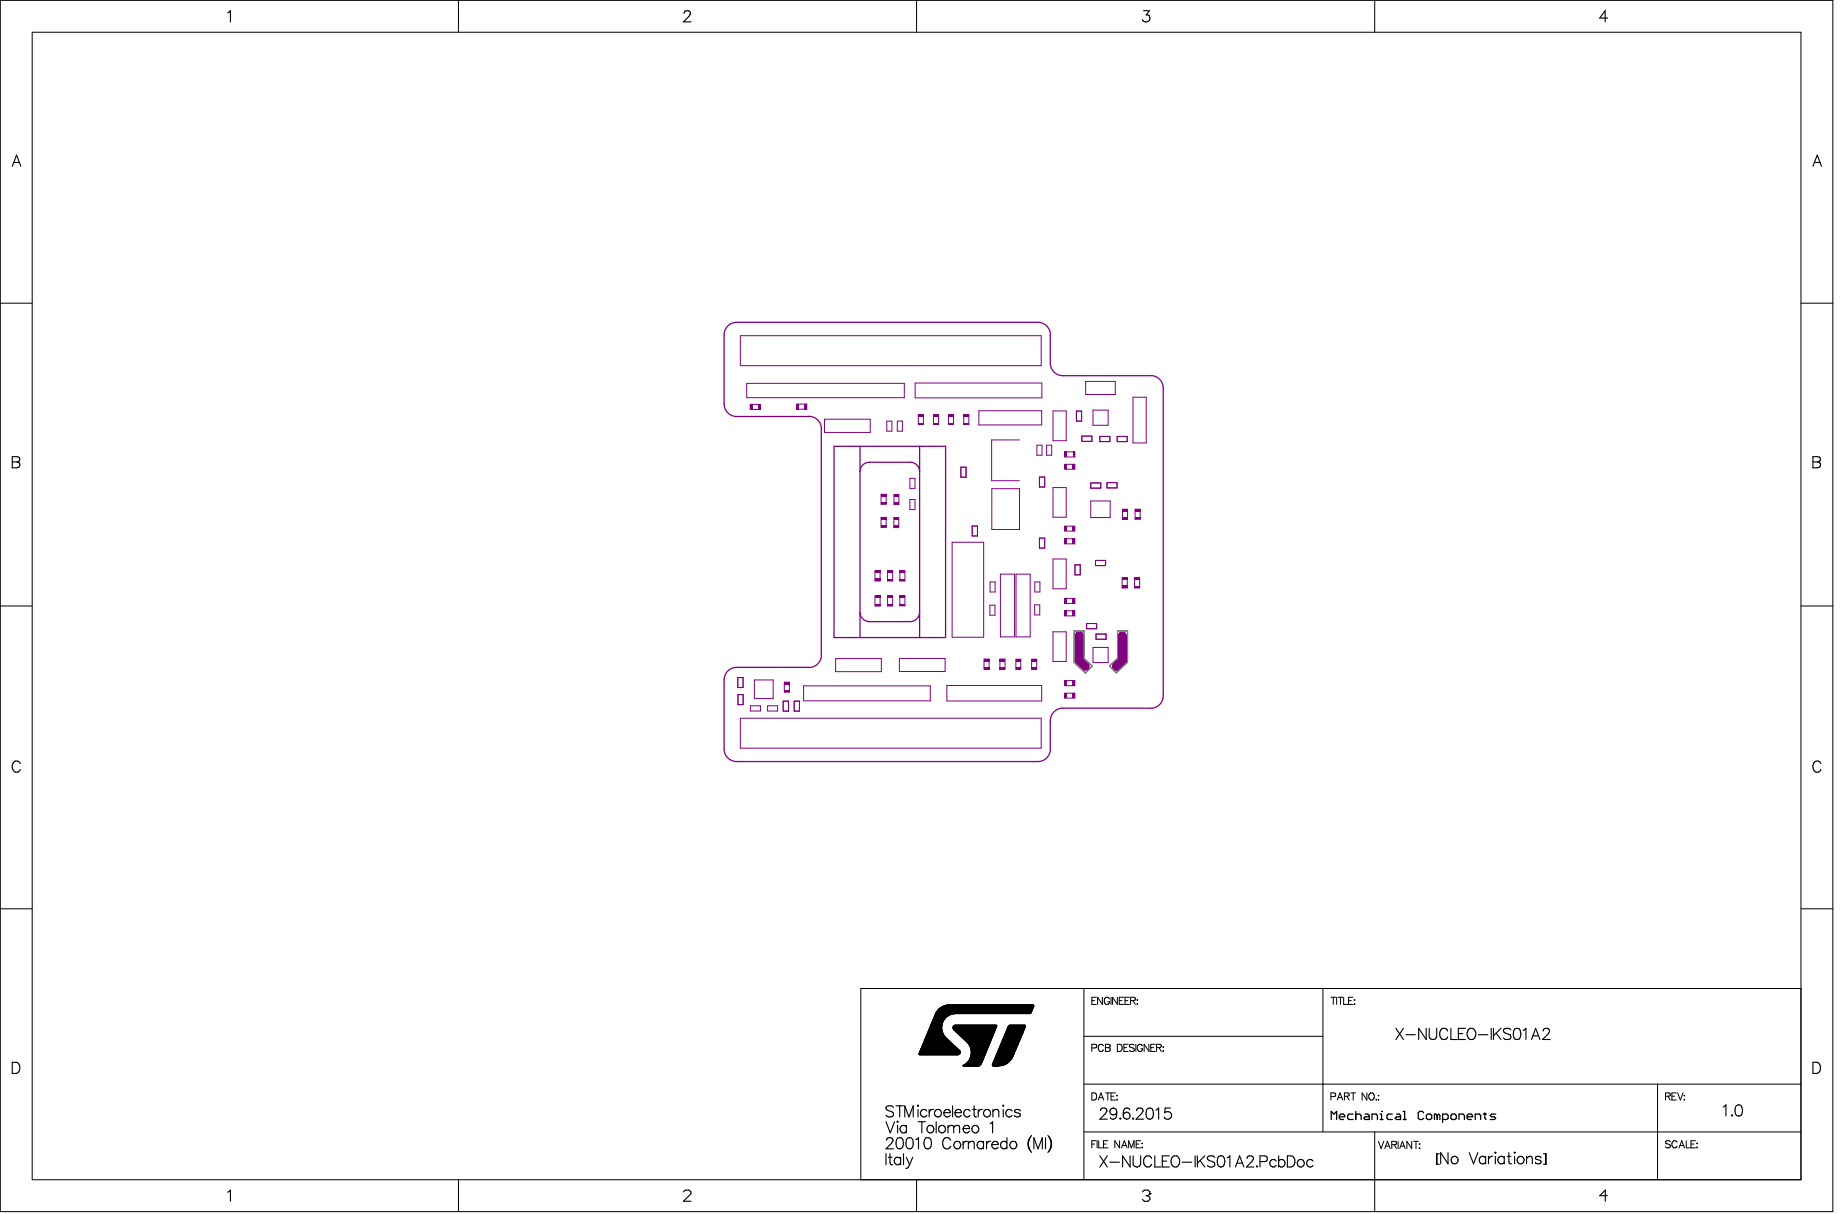 1 2 3 4
A A
B B
C C
D D
ST
ENGINEER:
TITLE:
X-NUCLEO-IKS01A2
PCB DESIGNER:
STMicroelectronics
Via Tolomeo 1
20010 Cornaredo (MI)
Italy
DATE:
29.6.2015
PART NO.:
Mechanical Components
REV:
1.0
FILE NAME:
X-NUCLEO-IKS01A2.PcbDoc
VARIANT:
[No Variations]
SCALE:
1 2 3 4